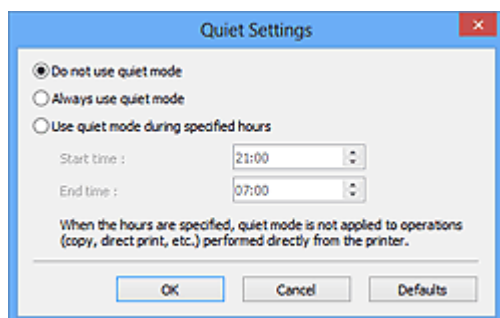 Quiet Settings
Do not use quiet mode
Always use quiet mode
Use quiet mode during specified hours
Start time : 21:00
End time : 07:00
When the hours are specified, quiet mode is not applied to operations
(copy, direct print, etc.) performed directly from the printer.
OK Cancel Defaults